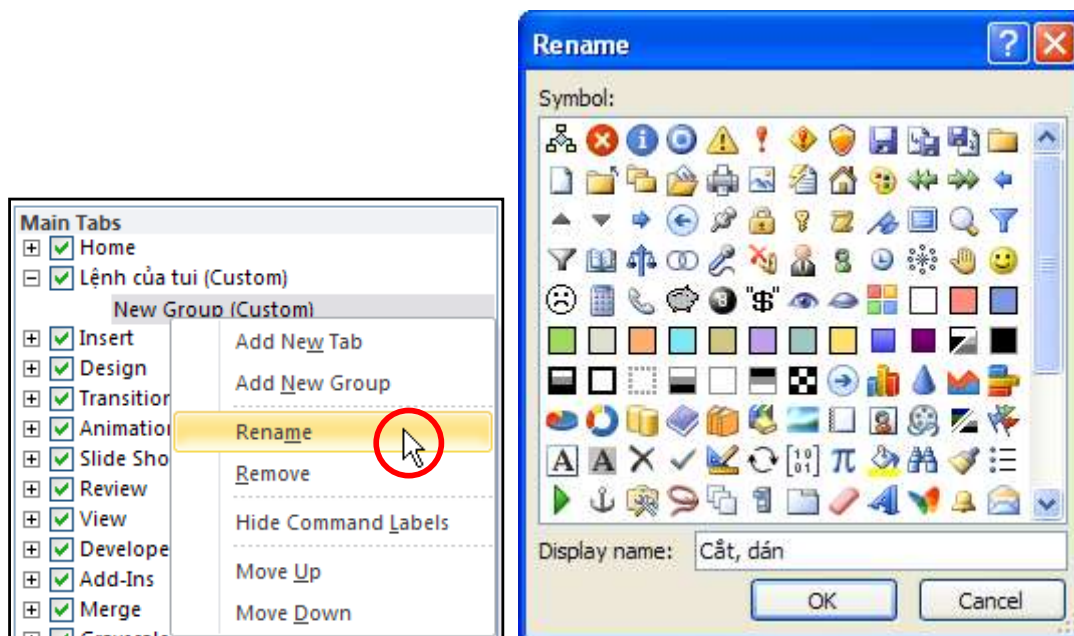 Main Tabs
Home
Lệnh của tui (Custom)
New Group (Custom)
Insert
Design
Transition
Animation
Slide Sho
Review
View
Develope
Add-Ins
Merge
Add New Tab
Add New Group
Rename
Remove
Hide Command Labels
Move Up
Move Down
Rename
Symbol:
Display name:
Cắt, dán
OK
Cancel